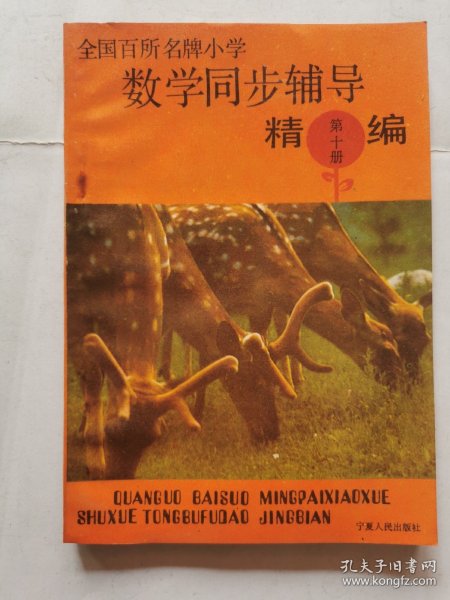 全国百所名牌小学
数学同步辅导
精 编
第十册
QUANGUO BAISUO MINGPAIXIAOXUE
SHUXUE TONGBUFUDAO JINGBIAN
宁夏人民出版社
孔夫子旧书网
www.kongfz.com